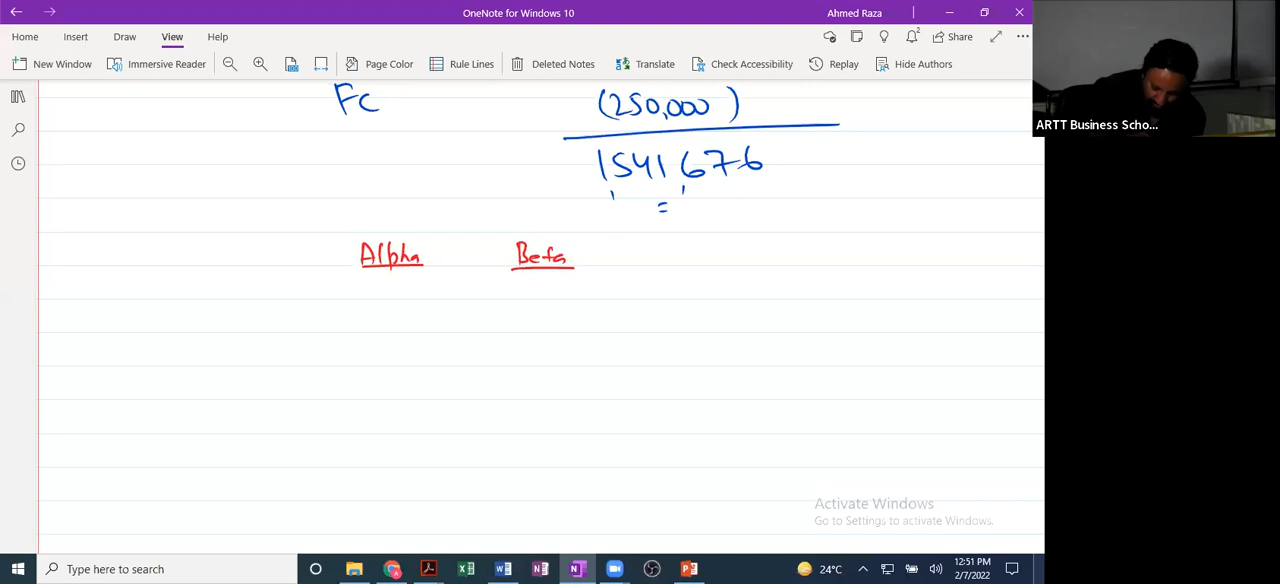 OneNote for Windows 10
Ahmed Raza
Home Insert Draw View Help
Share
2
New Window Immersive Reader Page Color Rule Lines Deleted Notes Translate Check Accessibility Replay Hide Authors
FC (250,000)
1541676
=
Alpha Beta
ARTT Business Scho...
Activate Windows
Go to Settings to activate Windows.
Type here to search
24°C
12:51 PM
2/7/2022